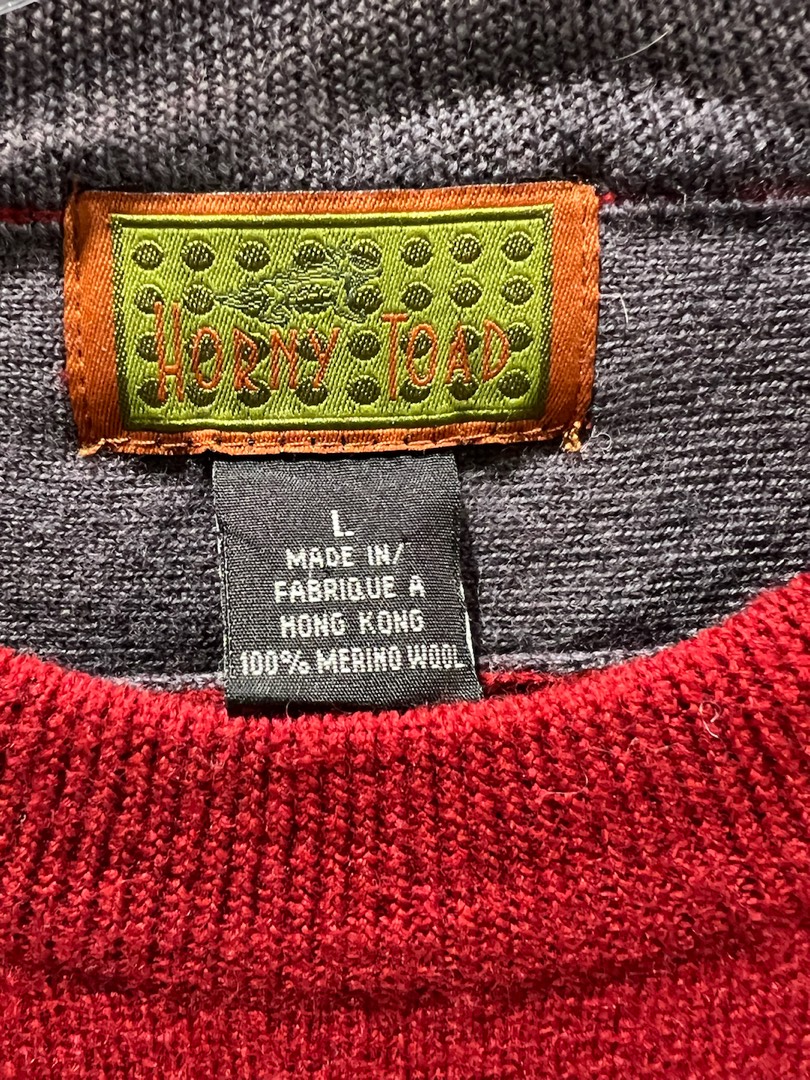 HORNY TOAD
L
MADE IN/
FABRIQUE A
HONG KONG
100% MERINO WOOL